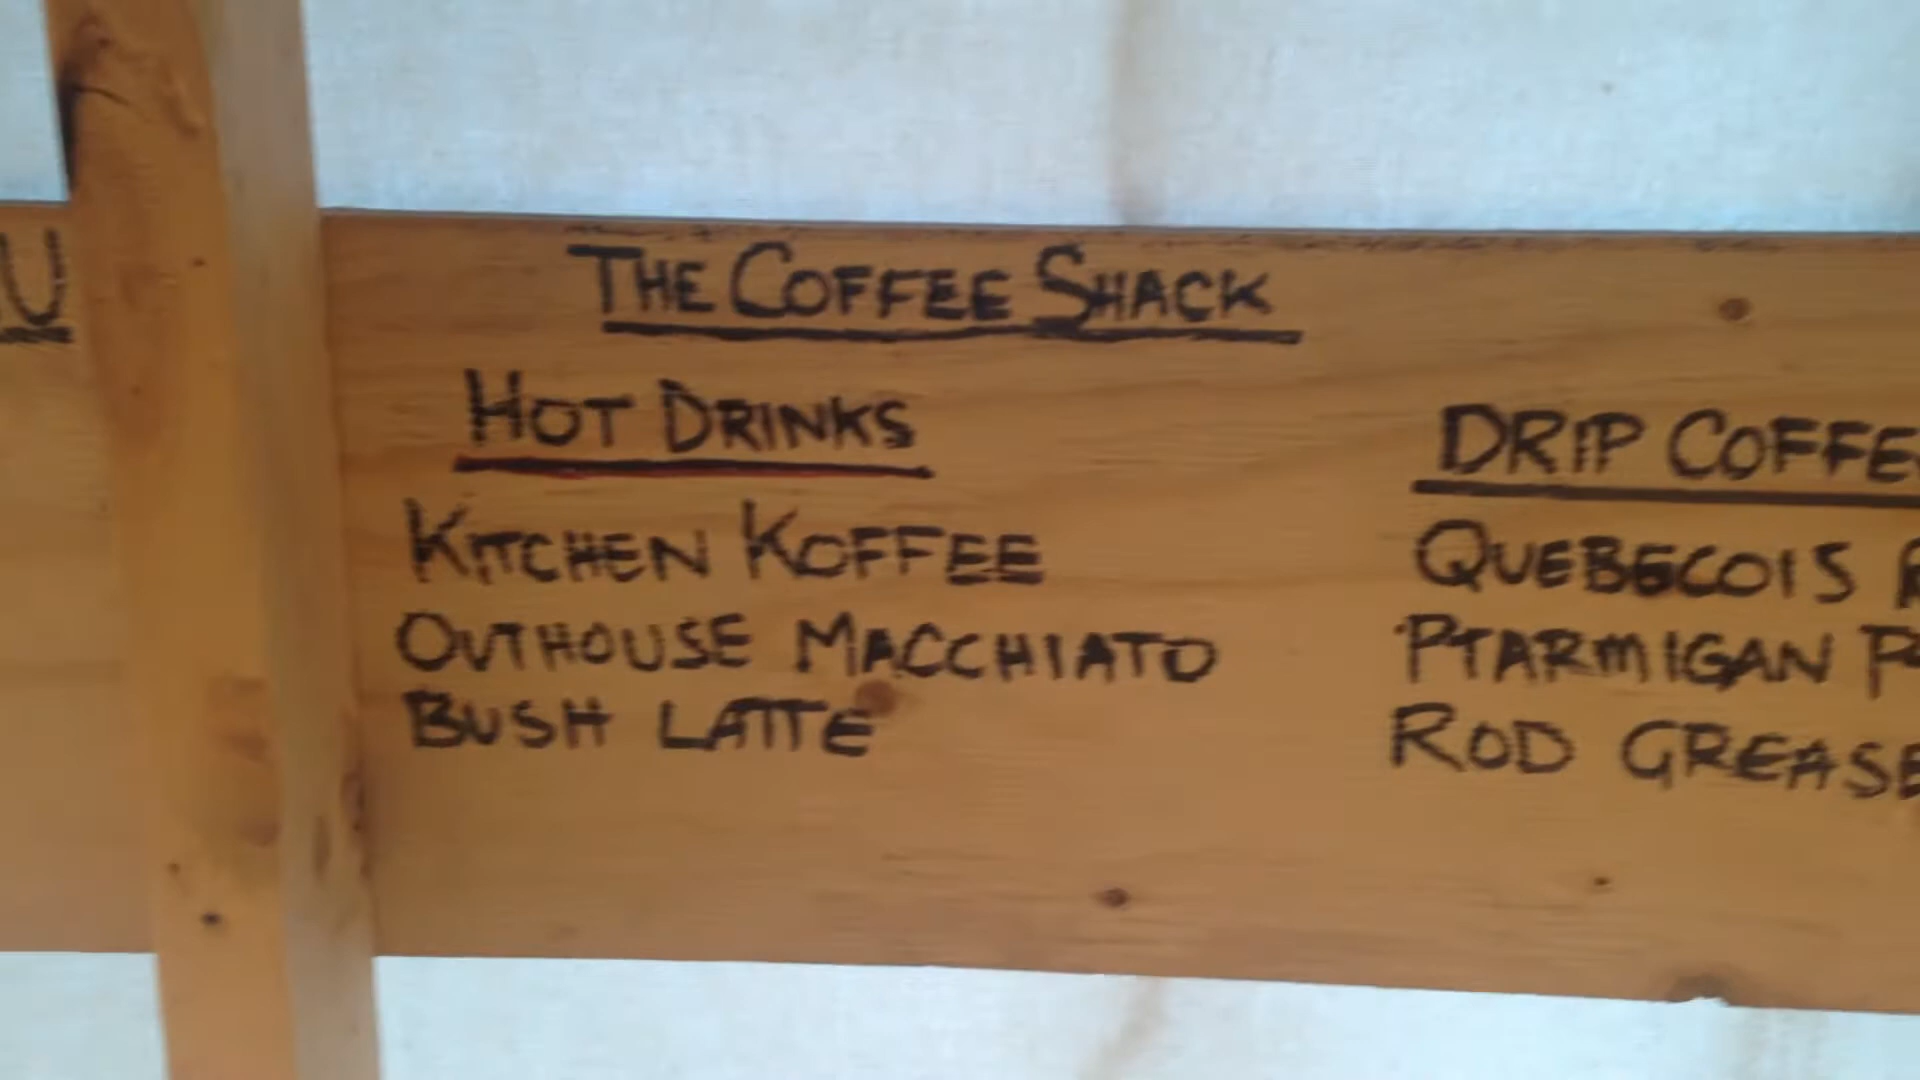 THE COFFEE SHACK
HOT DRINKS
KITCHEN KOFFEE
OUTHOUSE MACCHIATO
BUSH LATTE
DRIP COFFE
QUEBECOIS
PTARMIGAN
ROD GREASE